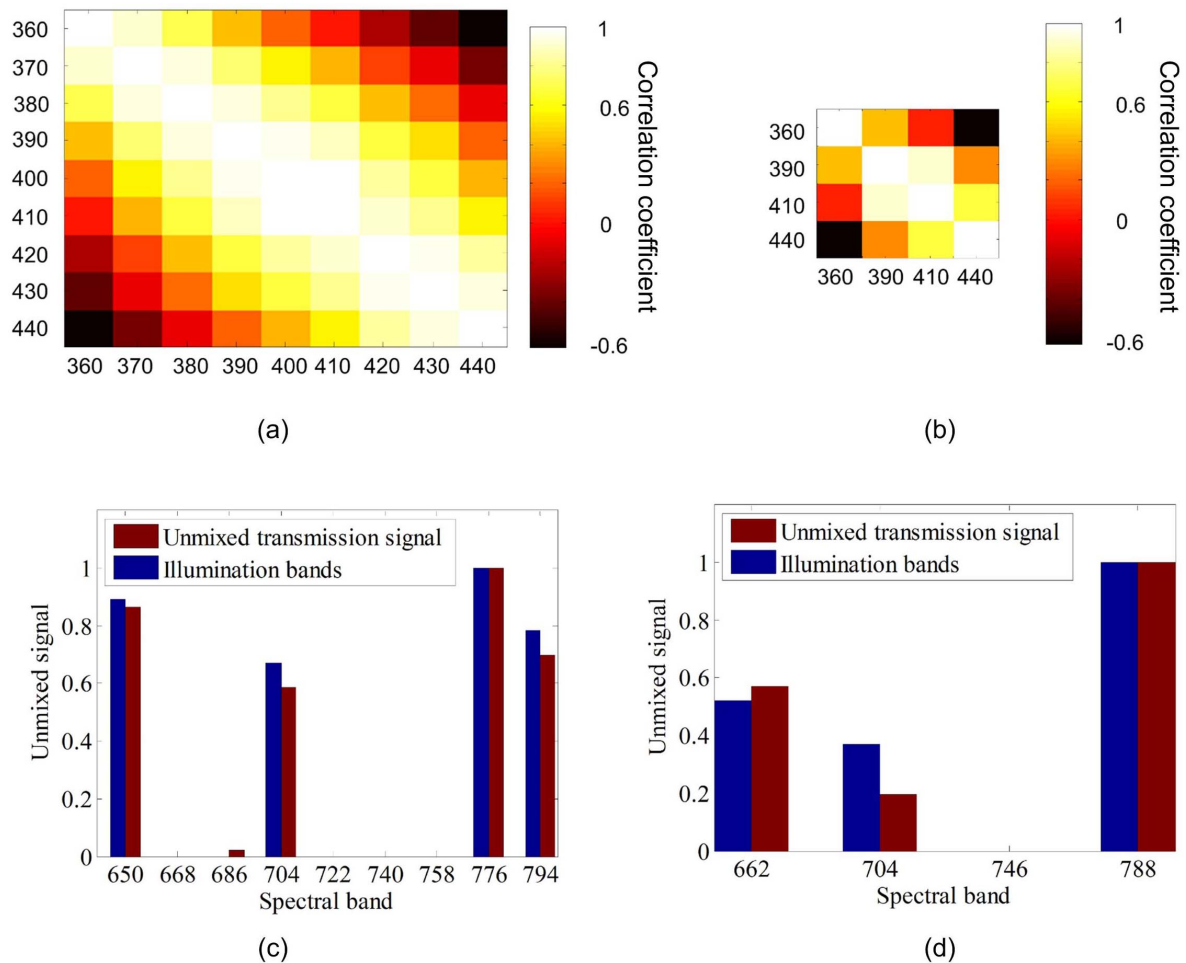 360
370
380
390
400
410
420
430
440
360 370 380 390 400 410 420 430 440
1
0.6
0
-0.6
Correlation coefficient
(a)
360
390
410
440
360 390 410 440
1
0.6
0
-0.6
Correlation coefficient
(b)
Unmixed transmission signal
Illumination bands
1
0.8
0.6
0.4
0.2
0
Unmixed signal
650 668 686 704 722 740 758 776 794
Spectral band
(c)
Unmixed transmission signal
Illumination bands
1
0.8
0.6
0.4
0.2
0
Unmixed signal
662 704 746 788
Spectral band
(d)